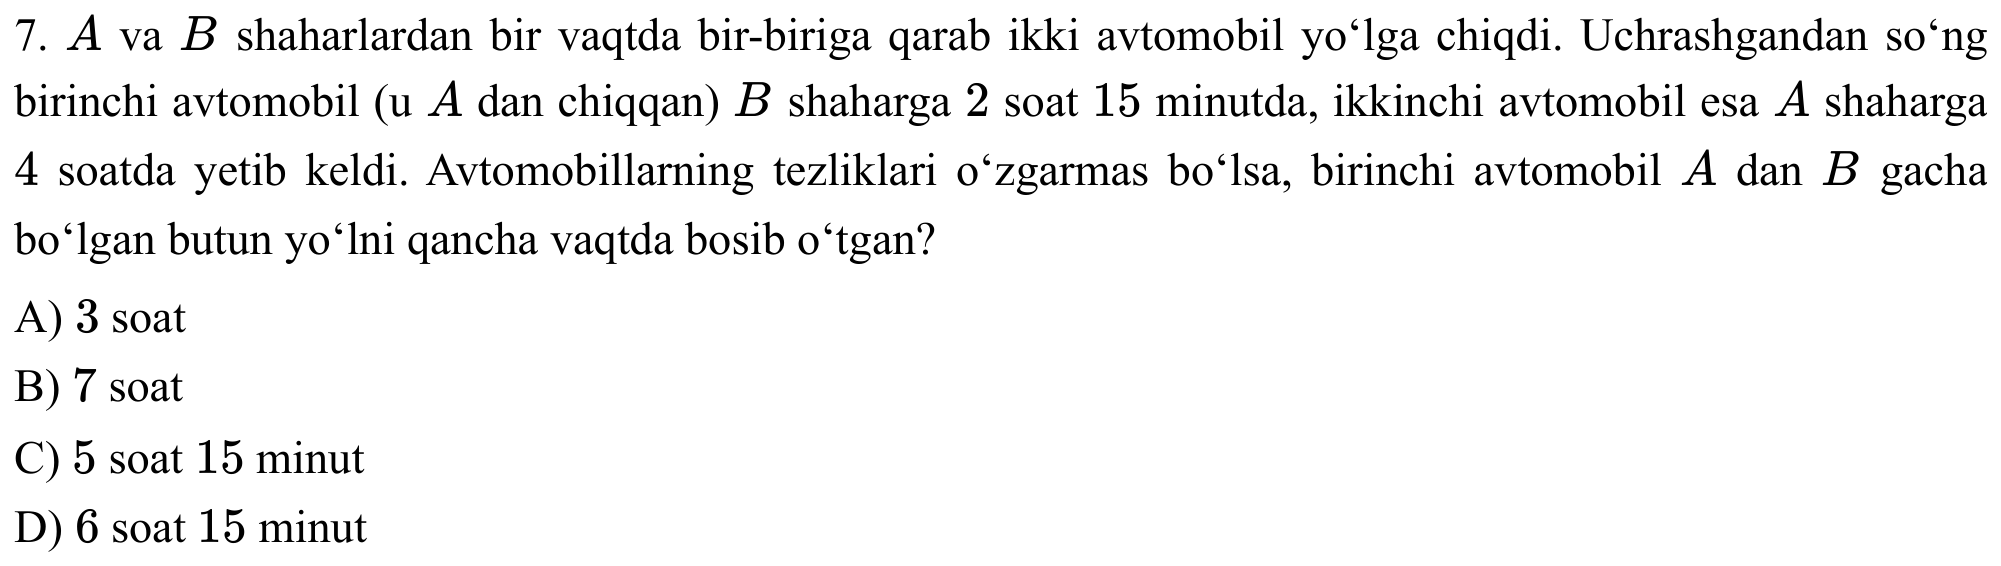 7. A va B shaharlardan bir vaqtda bir-biriga qarab ikki avtomobil yo‘lga chiqdi. Uchrashgandan so‘ng
birinchi avtomobil (u A dan chiqqan) B shaharga 2 soat 15 minutda, ikkinchi avtomobil esa A shaharga
4 soatda yetib keldi. Avtomobillarning tezliklari o‘zgarmas bo‘lsa, birinchi avtomobil A dan B gacha
bo‘lgan butun yo‘lni qancha vaqtda bosib o‘tgan?
A) 3 soat
B) 7 soat
C) 5 soat 15 minut
D) 6 soat 15 minut